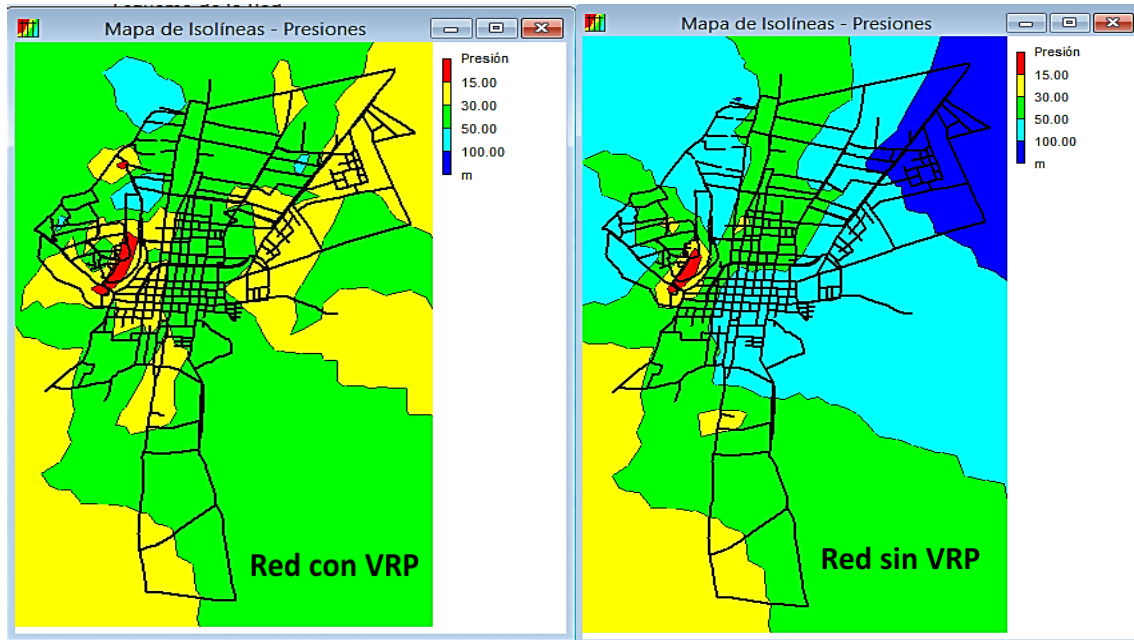 Mapa de Isolíneas - Presiones
Presión
15.00
30.00
50.00
100.00
m
Red con VRP
Mapa de Isolíneas - Presiones
Presión
15.00
30.00
50.00
100.00
m
Red sin VRP